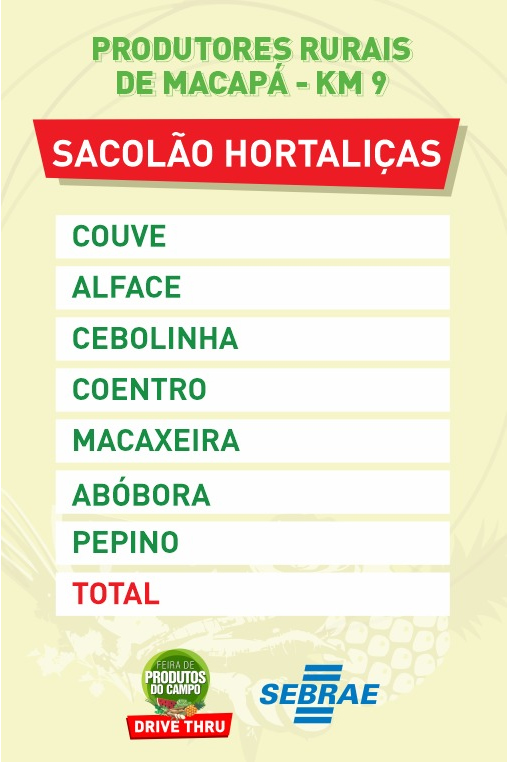 PRODUTORES RURAIS
DE MACAPÁ - KM 9
SACOLÃO HORTALIÇAS
COUVE
ALFACE
CEBOLINHA
COENTRO
MACAXEIRA
ABÓBORA
PEPINO
TOTAL
FEIRA DE
PRODUTOS
DO CAMPO
DRIVE THRU
SEBRAE